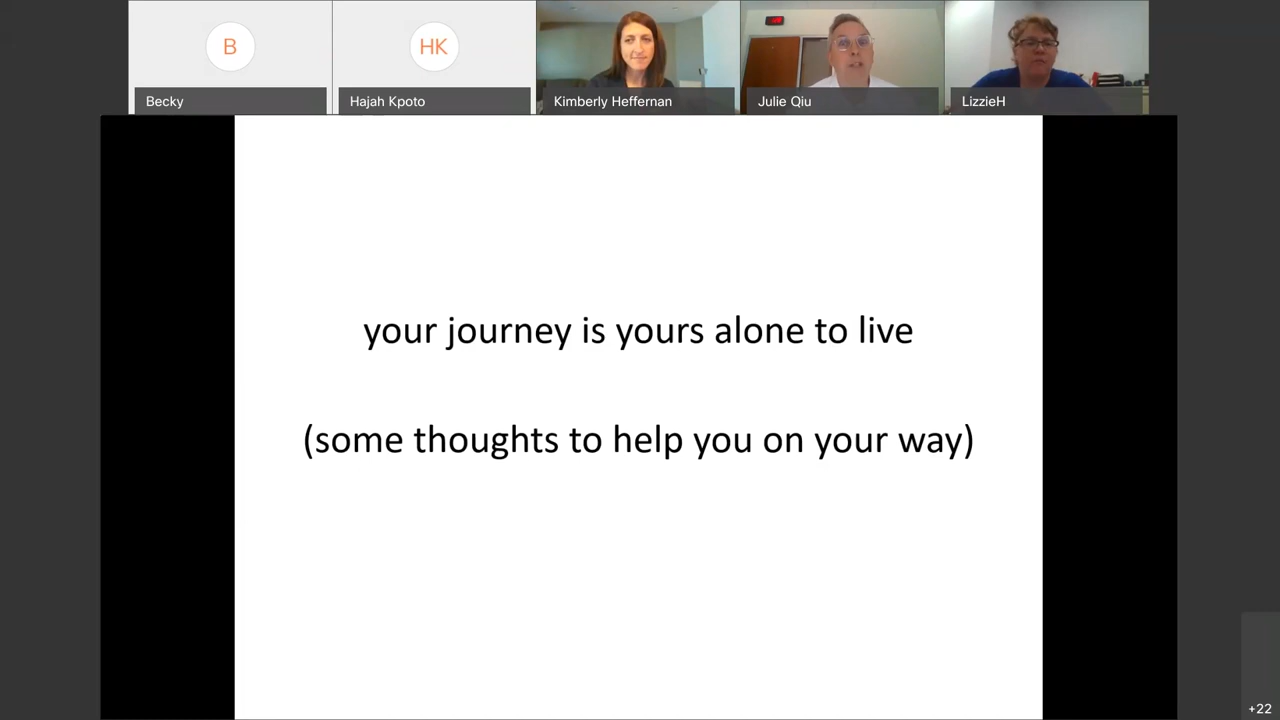 B
HK
Becky
Hajah Kpoto
Kimberly Heffernan
Julie Qiu
LizzieH
your journey is yours alone to live
(some thoughts to help you on your way)
+22